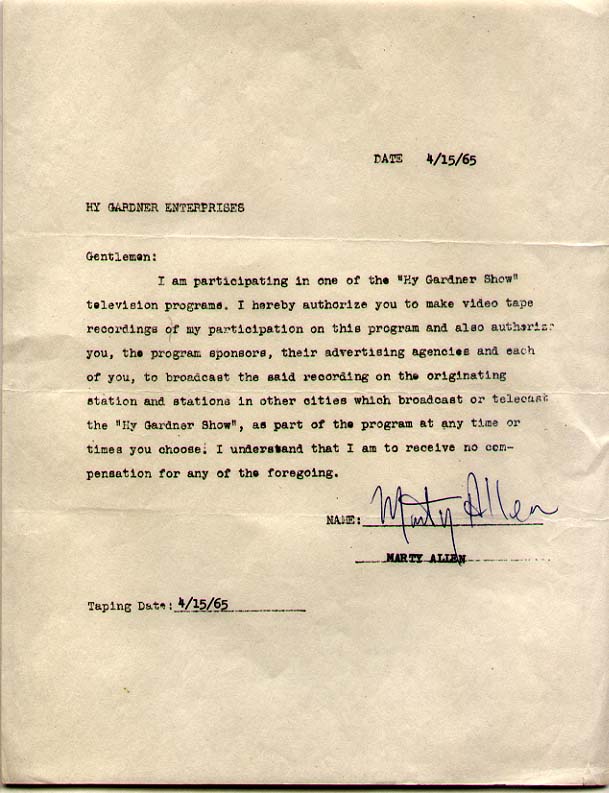 DATE 4/15/65
HY GARDNER ENTERPRISES
Gentlemen:
I am participating in one of the "Hy Gardner Show"
television programs. I hereby authorize you to make video tape
recordings of my participation on this program and also authorize
you, the program sponsors, their advertising agencies and each
of you, to broadcast the said recording on the originating
station and stations in other cities which broadcast or telecast
the "Hy Gardner Show", as part of the program at any time or
times you choose. I understand that I am to receive no com-
pensation for any of the foregoing.
NAME: Marty Allen
MARTY ALLEN
Taping Date: 4/15/65